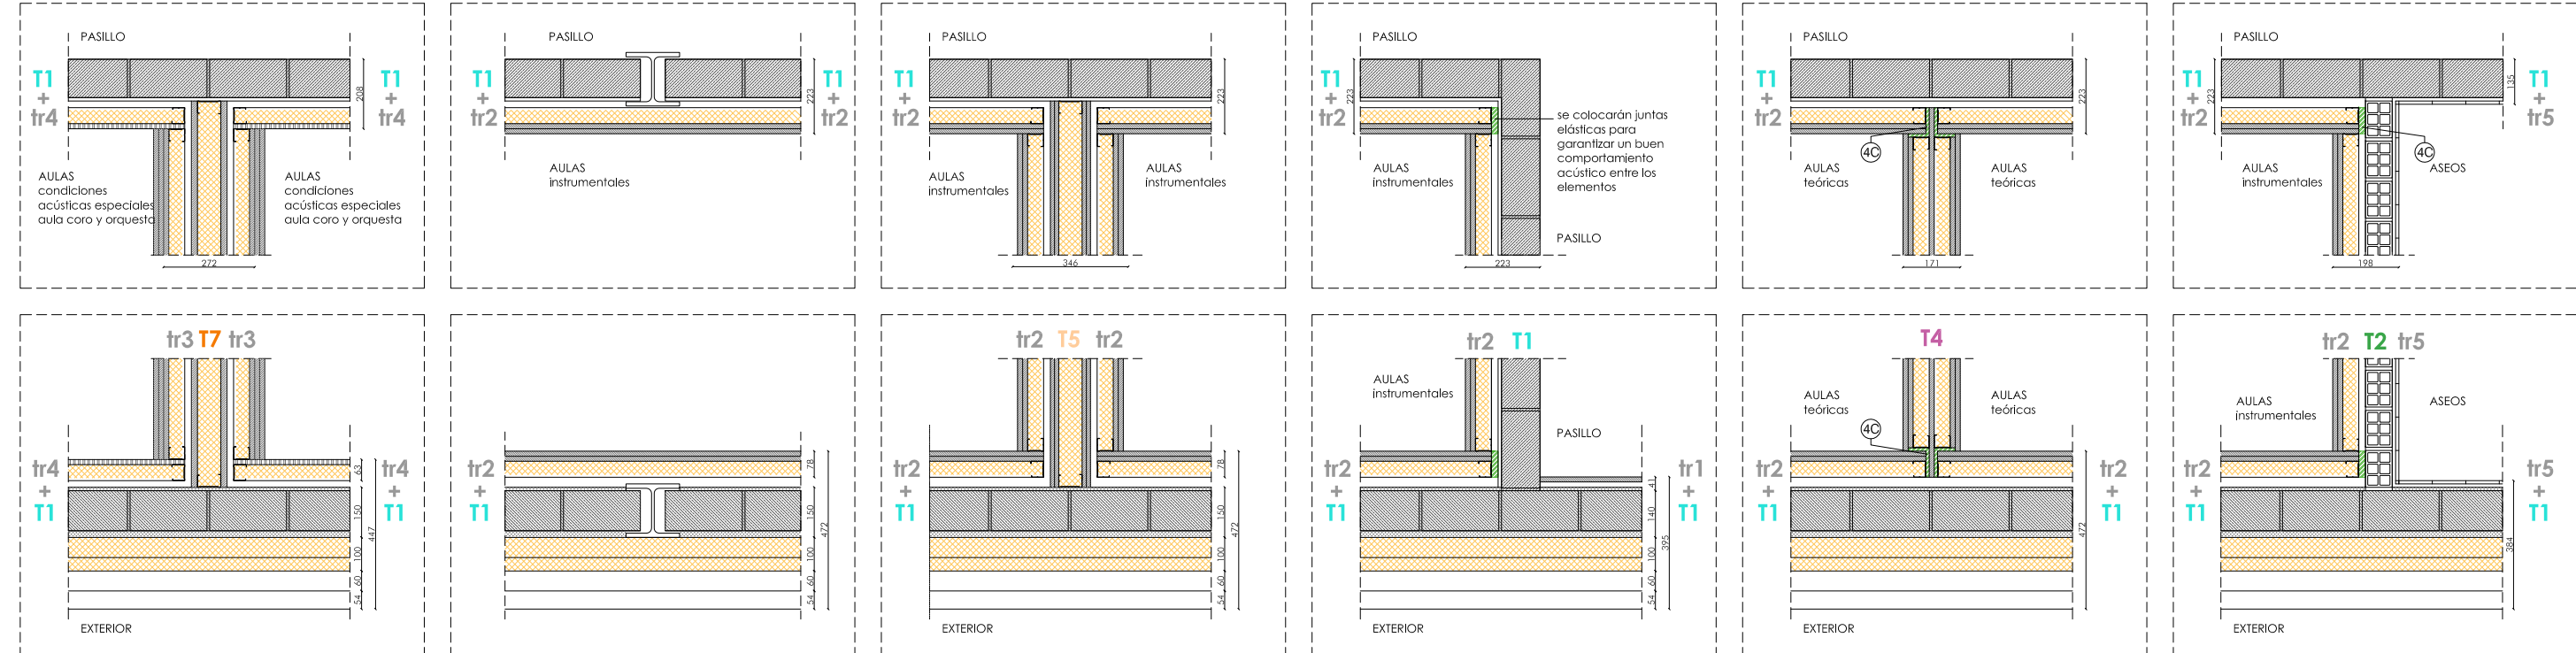 PASILLO
T1
+
tr4
T1
+
tr4
208
AULAS
condiciones
acústicas especiales
aula coro y orquesta
AULAS
condiciones
acústicas especiales
aula coro y orquesta
272
PASILLO
T1
+
tr2
T1
+
tr2
223
AULAS
instrumentales
PASILLO
T1
+
tr2
223
AULAS
instrumentales
AULAS
instrumentales
346
PASILLO
T1
+
tr2
223
se colocarán juntas
elásticas para
garantizar un buen
comportamiento
acústico entre los
elementos
AULAS
instrumentales
PASILLO
223
PASILLO
T1
+
tr2
223
4C
AULAS
teóricas
AULAS
teóricas
171
PASILLO
T1
+
tr2
223
135
T1
+
tr5
4C
AULAS
instrumentales
ASEOS
198
tr3 T7 tr3
tr4
+
T1
tr4
+
T1
63
150
100
60
54
447
EXTERIOR
tr2
+
T1
78
150
100
60
54
tr2 T5 tr2
tr2
+
T1
78
150
100
60
54
472
EXTERIOR
tr2 T1
AULAS
instrumentales
PASILLO
tr2
+
T1
tr1
+
T1
41
140
100
60
54
395
EXTERIOR
T4
AULAS
teóricas
AULAS
teóricas
4C
tr2
+
T1
tr2
+
T1
472
EXTERIOR
tr2 T2 tr5
AULAS
instrumentales
ASEOS
tr2
+
T1
tr5
+
T1
384
EXTERIOR